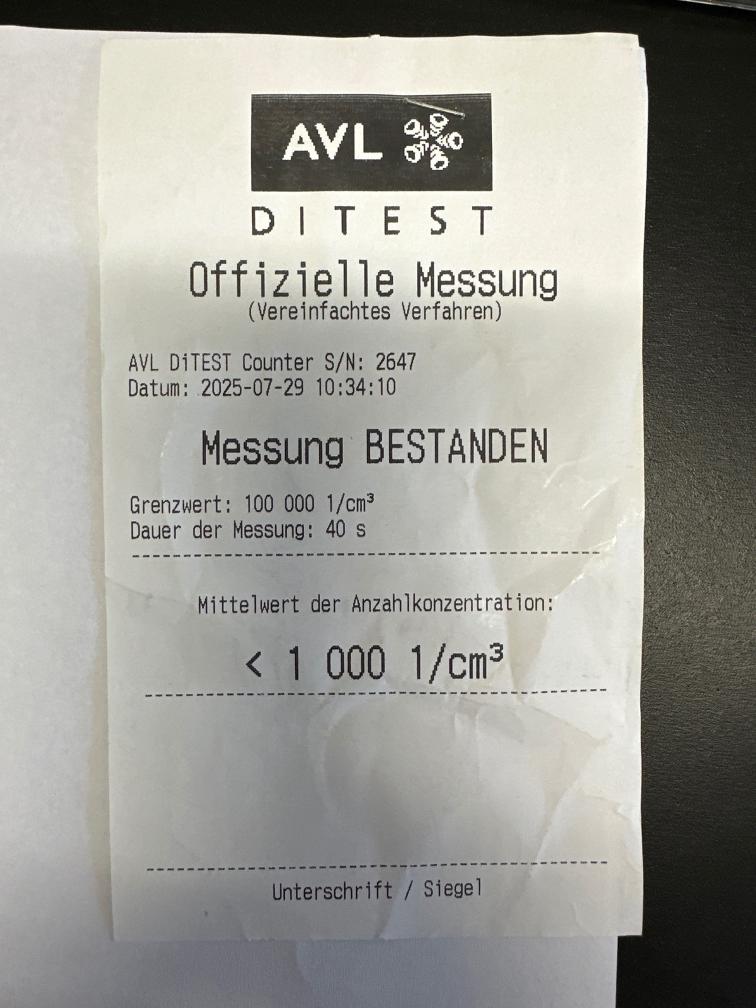 AVL
DITEST
Offizielle Messung
(Vereinfachtes Verfahren)
AVL DiTEST Counter S/N: 2647
Datum: 2025-07-29 10:34:10
Messung BESTANDEN
Grenzwert: 100 000 1/cm³
Dauer der Messung: 40 s
Mittelwert der Anzahlkonzentration:
< 1 000 1/cm³
Unterschrift / Siegel